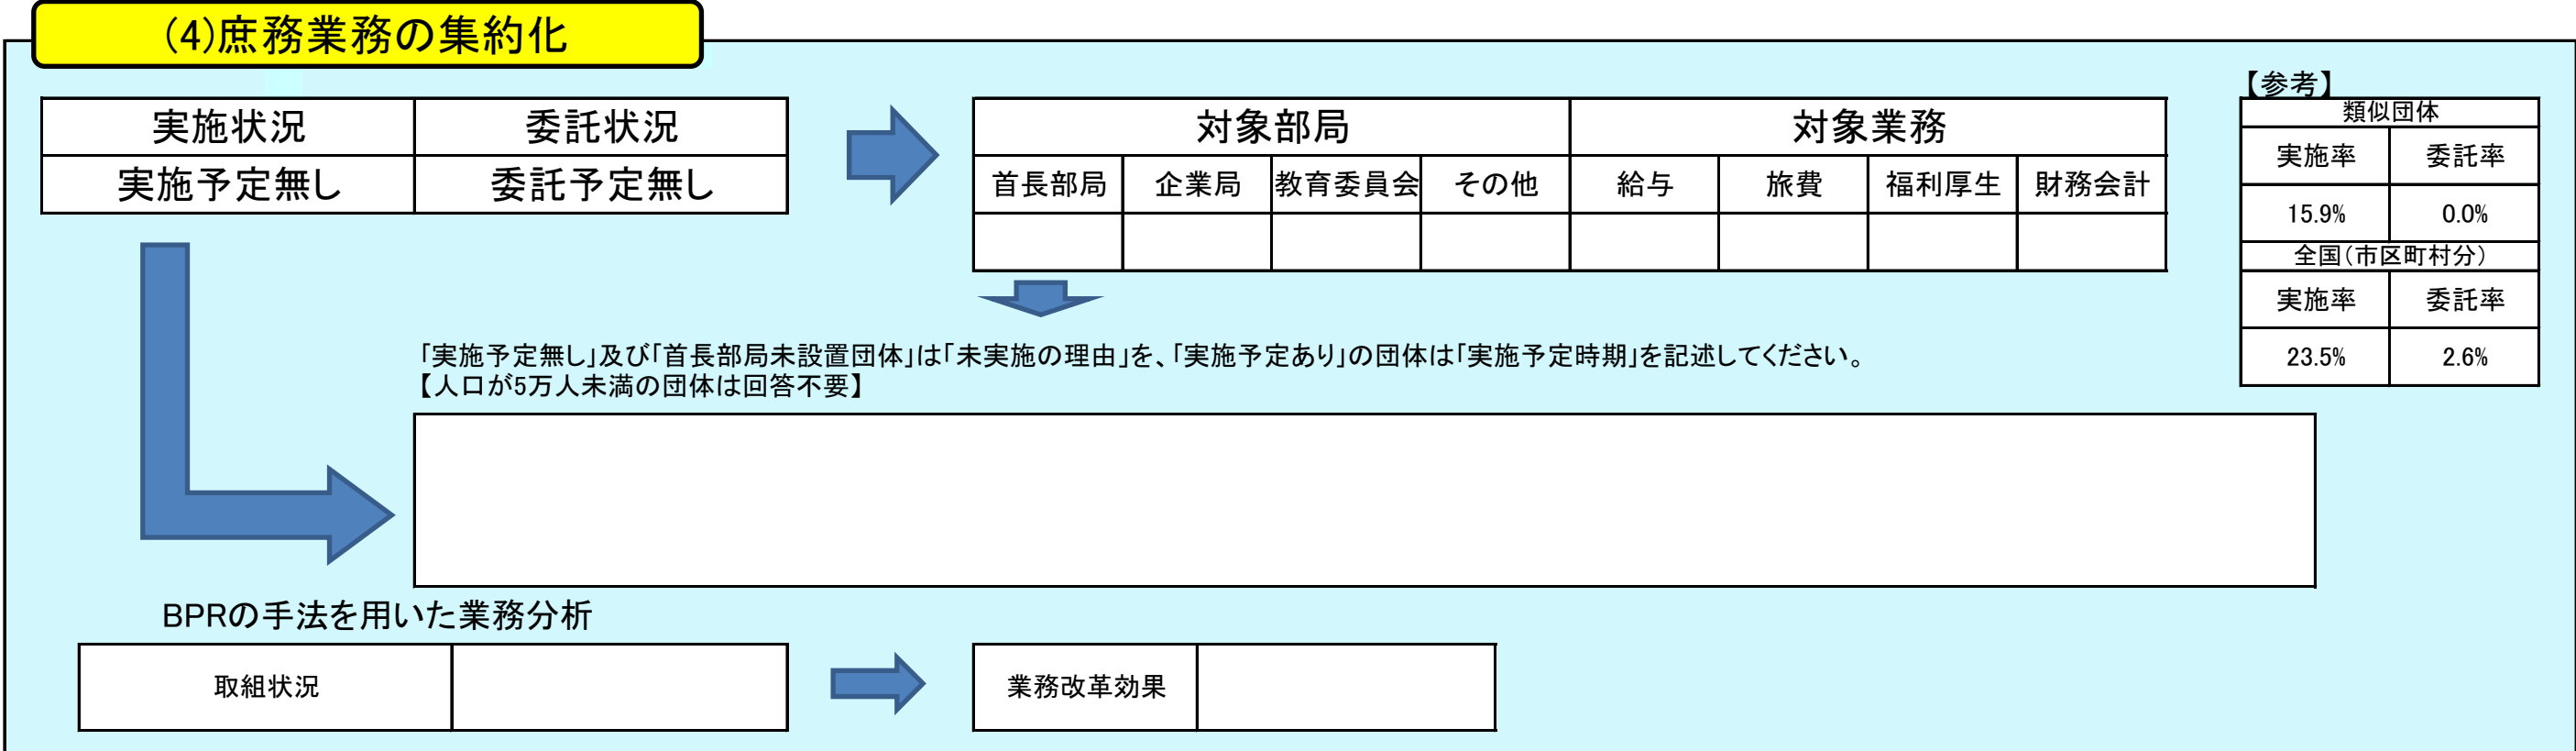 (4)庶務業務の集約化
実施状況 委託状況
実施予定無し 委託予定無し
対象部局 対象業務
首長部局 企業局 教育委員会 その他 給与 旅費 福利厚生 財務会計
【参考】
類似団体
実施率 委託率
15.9% 0.0%
全国(市区町村分)
実施率 委託率
23.5% 2.6%
「実施予定無し」及び「首長部局未設置団体」は「未実施の理由」を、「実施予定あり」の団体は「実施予定時期」を記述してください。
【人口が5万人未満の団体は回答不要】
BPRの手法を用いた業務分析
取組状況
業務改革効果